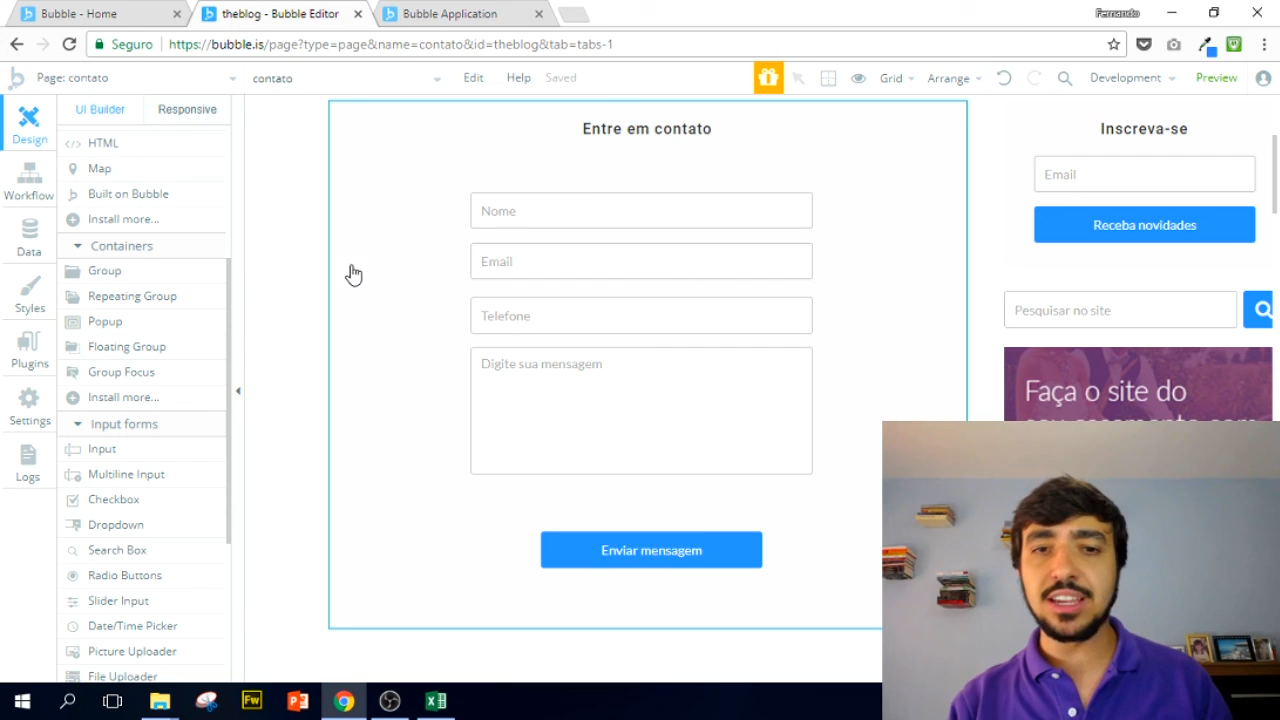 Bubble - Home
theblog - Bubble Editor
Bubble Application
Fernando
Seguro
https://bubble.is/page?type=page&name=contato&id=theblog&tab=tabs-1
Page: contato
contato
Edit
Help
Saved
Grid
Arrange
Development
Preview
Design
Workflow
Data
Styles
Plugins
Settings
Logs
UI Builder
Responsive
HTML
Map
Built on Bubble
Install more...
Containers
Group
Repeating Group
Popup
Floating Group
Group Focus
Install more...
Input forms
Input
Multiline Input
Checkbox
Dropdown
Search Box
Radio Buttons
Slider Input
Date/Time Picker
Picture Uploader
File Uploader
Entre em contato
Nome
Email
Telefone
Digite sua mensagem
Enviar mensagem
Inscreva-se
Email
Receba novidades
Pesquisar no site
Faça o site do
seu casamento com
Fw